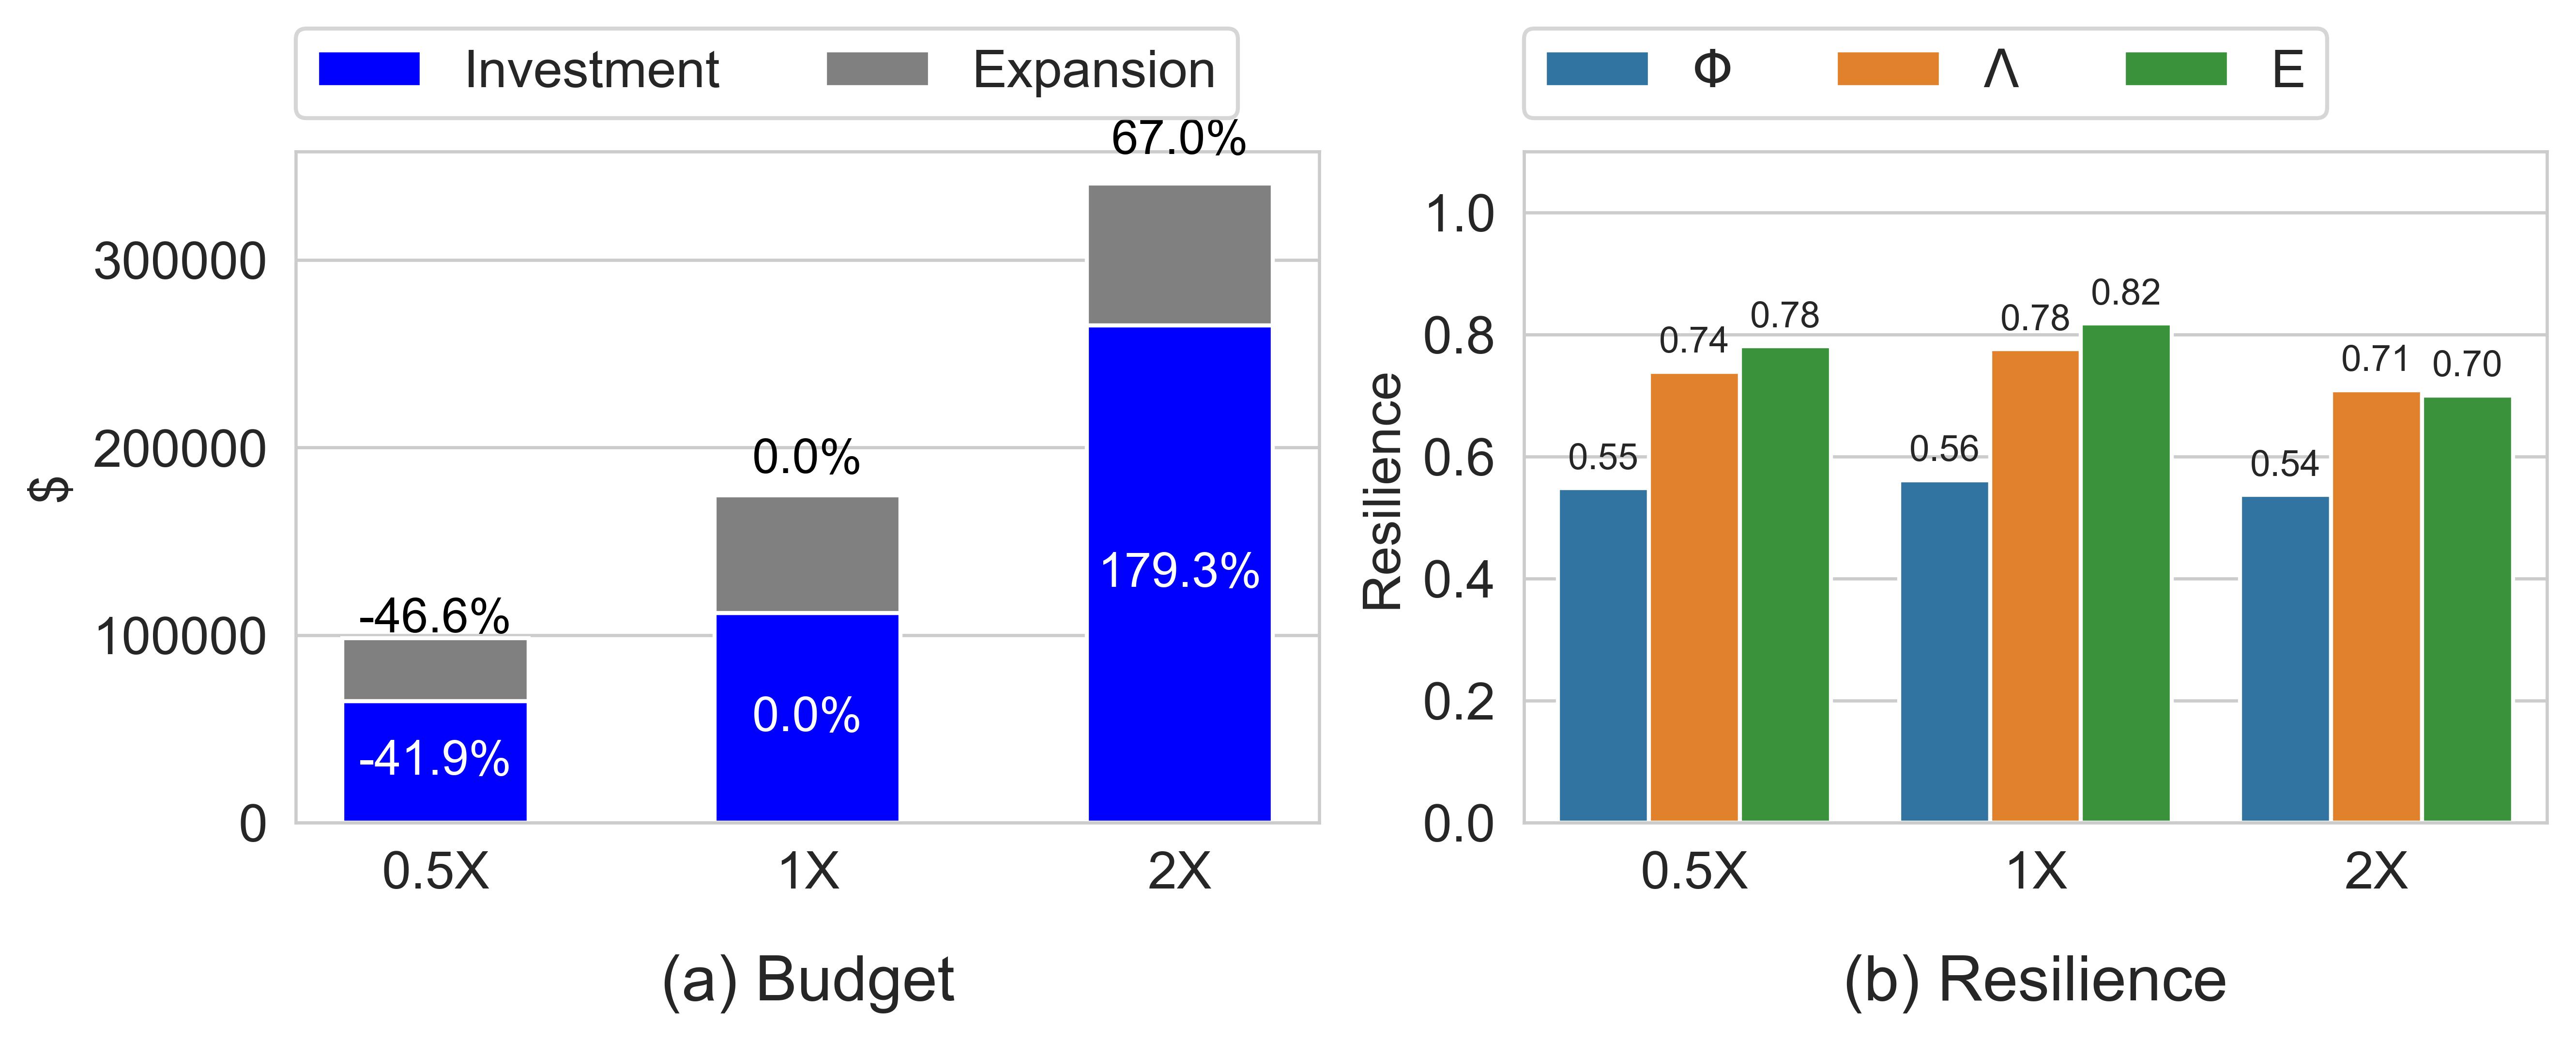 Investment Expansion
67.0%
300000
200000
100000
0
$
0.0%
179.3%
-46.6%
0.0%
-41.9%
0.5X 1X 2X
(a) Budget
Φ Λ E
1.0
0.8
0.6
0.4
0.2
0.0
Resilience
0.55 0.74 0.78
0.56 0.78 0.82
0.54 0.71 0.70
0.5X 1X 2X
(b) Resilience